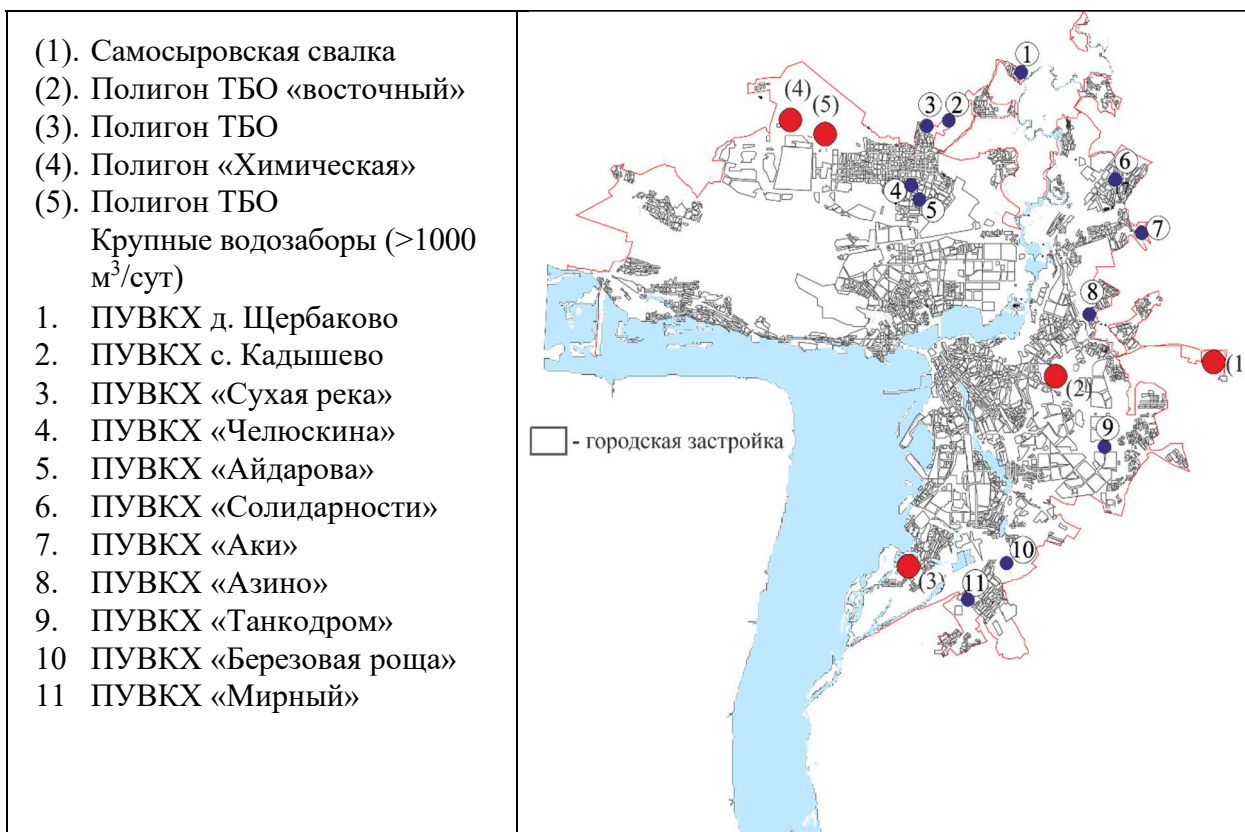 (1). Самосыровская свалка
(2). Полигон ТБО «восточный»
(3). Полигон ТБО
(4). Полигон «Химическая»
(5). Полигон ТБО
Крупные водозаборы (>1000
м³/сут)
1. ПУВКХ д. Щербаково
2. ПУВКХ с. Кадышево
3. ПУВКХ «Сухая река»
4. ПУВКХ «Челюскина»
5. ПУВКХ «Айдарова»
6. ПУВКХ «Солидарности»
7. ПУВКХ «Аки»
8. ПУВКХ «Азино»
9. ПУВКХ «Танкодром»
10 ПУВКХ «Березовая роща»
11 ПУВКХ «Мирный»
1
(4)
(5)
3
2
6
4
5
7
8
(1
(2)
- городская застройка
9
10
(3)
11